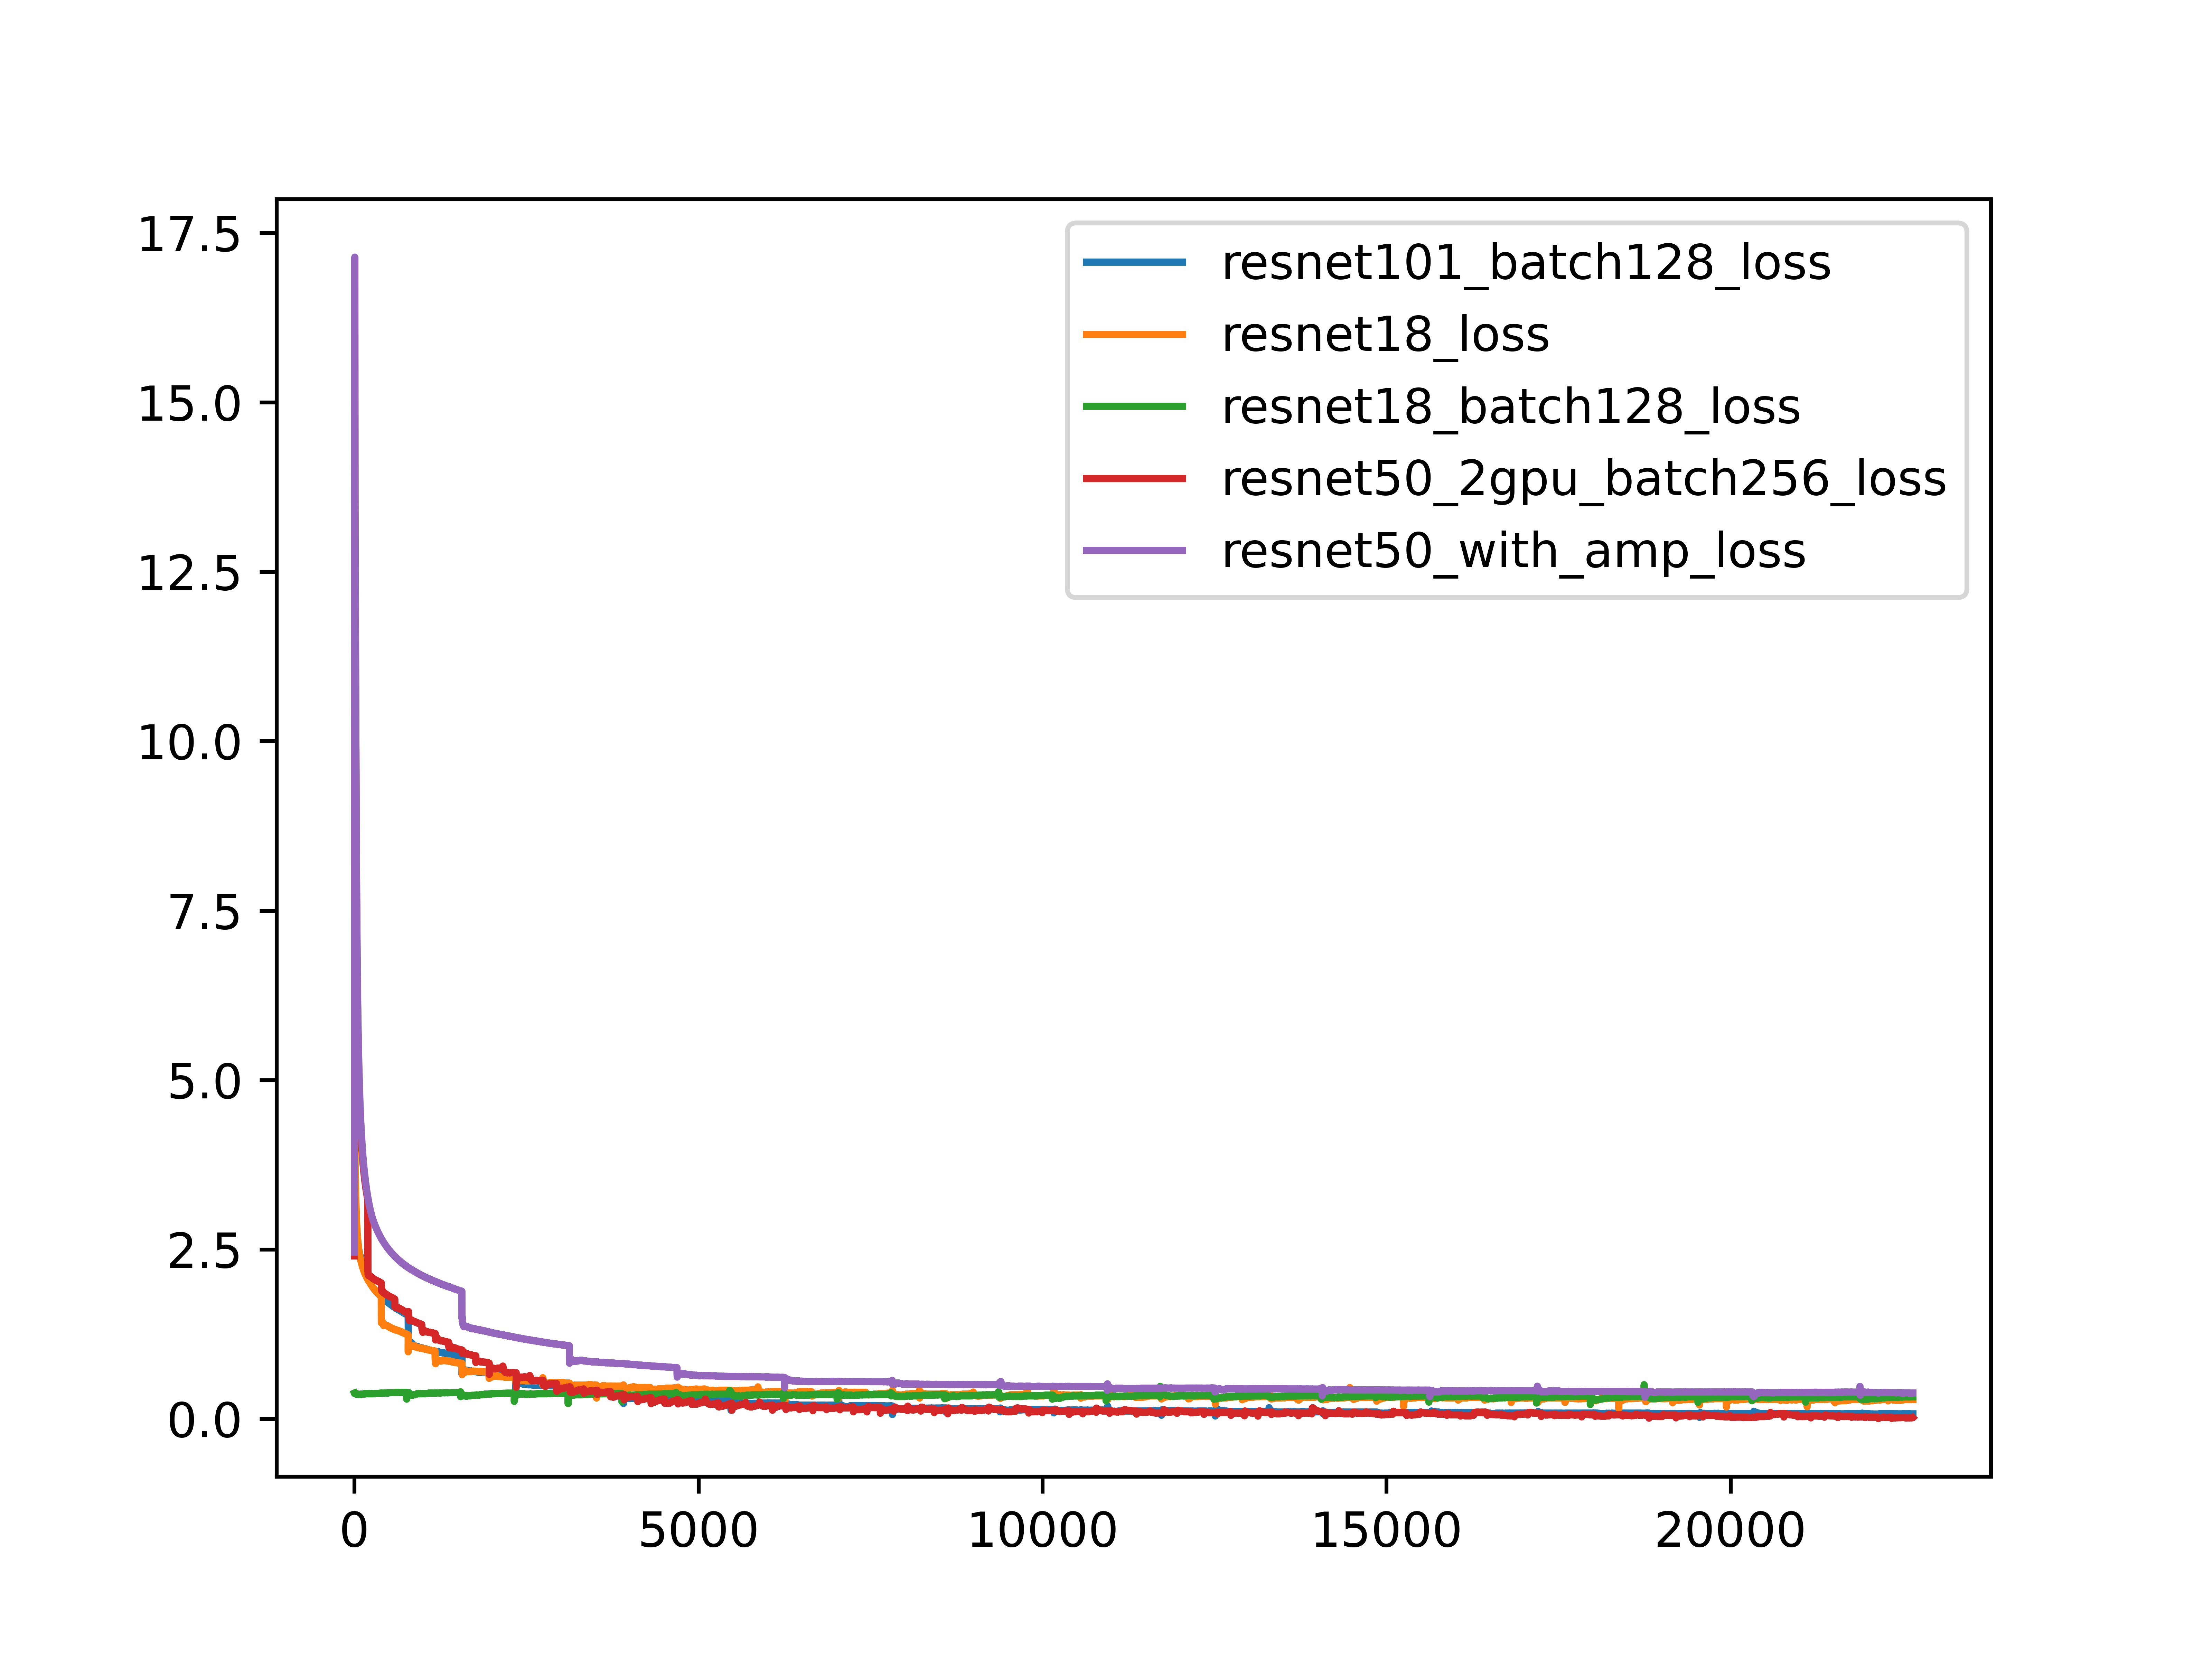 17.5
15.0
12.5
10.0
7.5
5.0
2.5
0.0
0 5000 10000 15000 20000
resnet101_batch128_loss
resnet18_loss
resnet18_batch128_loss
resnet50_2gpu_batch256_loss
resnet50_with_amp_loss